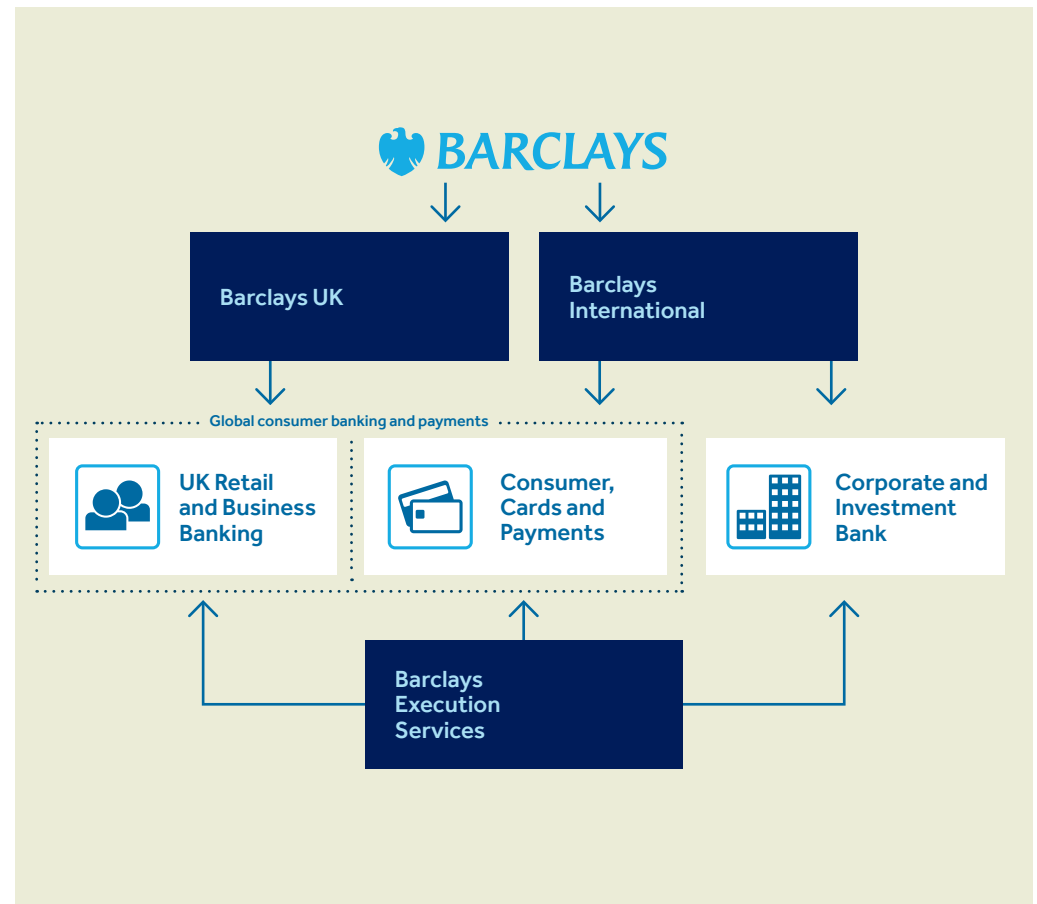 BARCLAYS
Barclays UK
Barclays
International
Global consumer banking and payments
UK Retail
and Business
Banking
Consumer,
Cards and
Payments
Corporate and
Investment
Bank
Barclays
Execution
Services